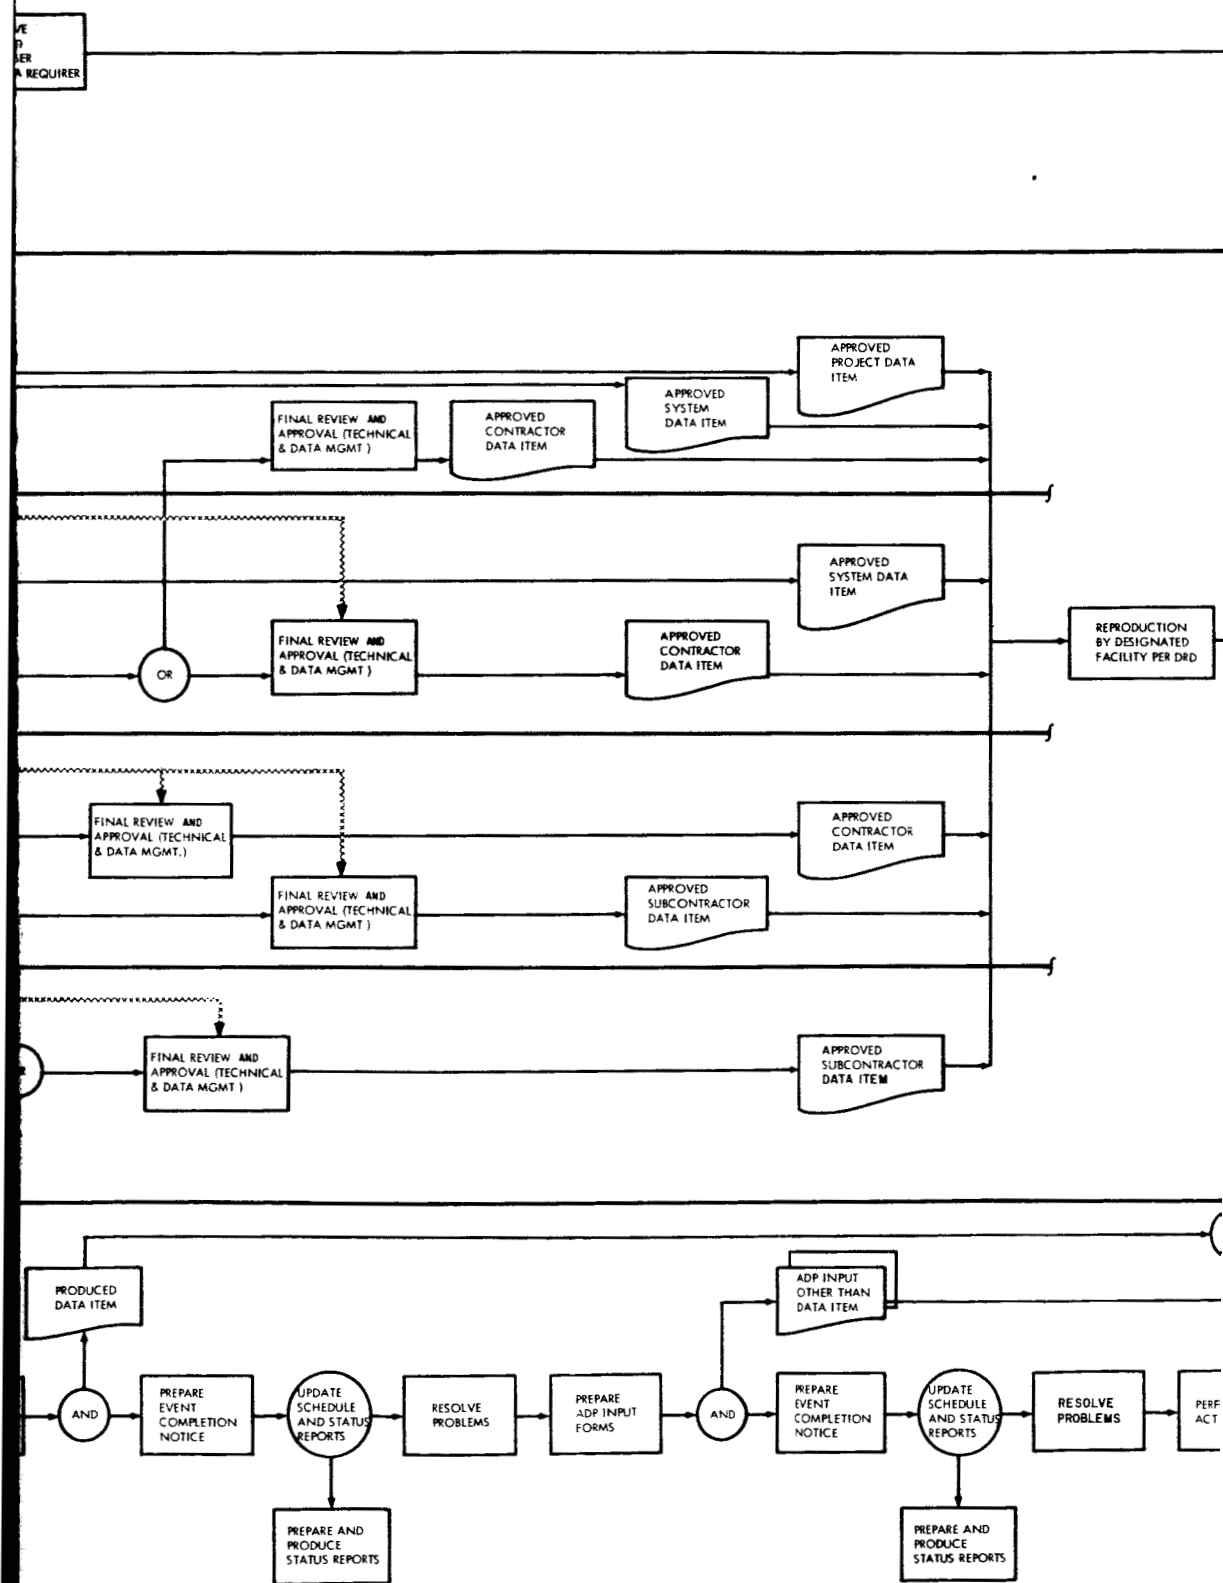 VE
SER
A REQUIRER
APPROVED
PROJECT DATA
ITEM
APPROVED
SYSTEM
DATA ITEM
FINAL REVIEW AND
APPROVAL (TECHNICAL
& DATA MGMT )
APPROVED
CONTRACTOR
DATA ITEM
APPROVED
SYSTEM DATA
ITEM
FINAL REVIEW AND
APPROVAL (TECHNICAL
& DATA MGMT )
APPROVED
CONTRACTOR
DATA ITEM
REPRODUCTION
BY DESIGNATED
FACILITY PER DRD
OR
FINAL REVIEW AND
APPROVAL (TECHNICAL
& DATA MGMT.)
APPROVED
CONTRACTOR
DATA ITEM
FINAL REVIEW AND
APPROVAL (TECHNICAL
& DATA MGMT )
APPROVED
SUBCONTRACTOR
DATA ITEM
R
FINAL REVIEW AND
APPROVAL (TECHNICAL
& DATA MGMT )
APPROVED
SUBCONTRACTOR
DATA ITEM
PRODUCED
DATA ITEM
ADP INPUT
OTHER THAN
DATA ITEM
AND
PREPARE
EVENT
COMPLETION
NOTICE
UPDATE
SCHEDULE
AND STATUS
REPORTS
RESOLVE
PROBLEMS
PREPARE
ADP INPUT
FORMS
AND
PREPARE
EVENT
COMPLETION
NOTICE
UPDATE
SCHEDULE
AND STATUS
REPORTS
RESOLVE
PROBLEMS
PERF
ACT
PREPARE AND
PRODUCE
STATUS REPORTS
PREPARE AND
PRODUCE
STATUS REPORTS